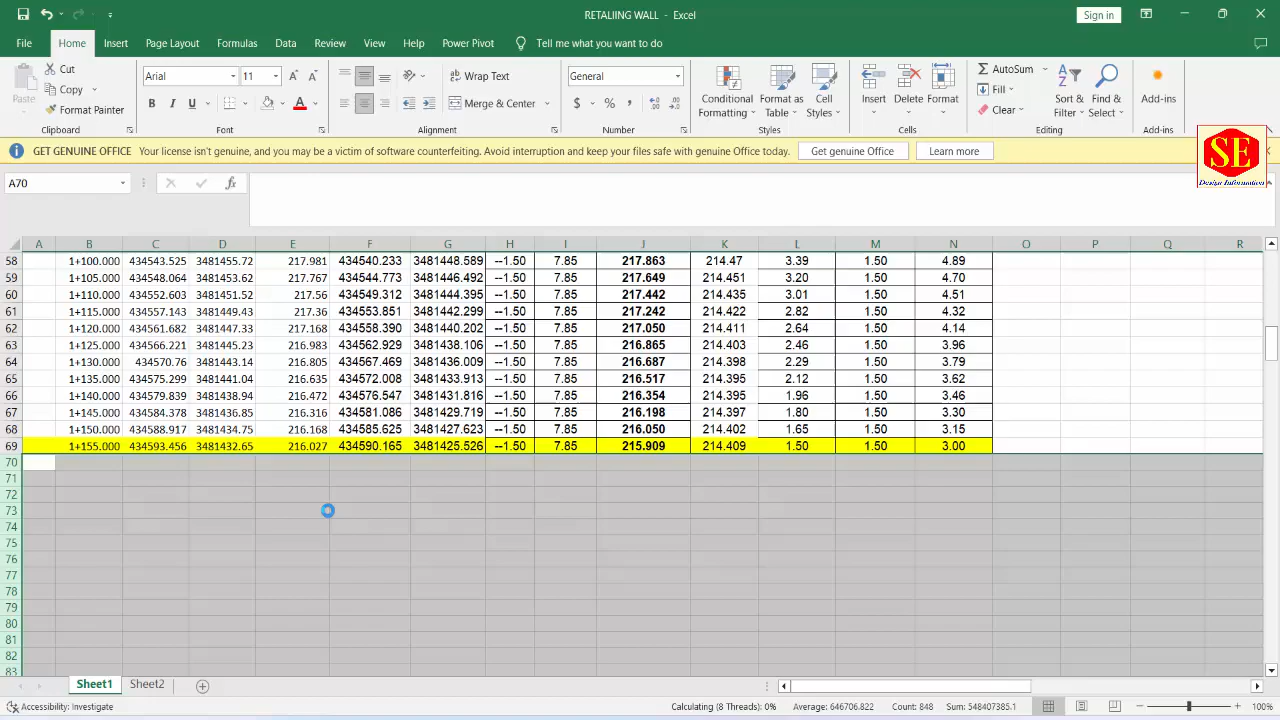 RETALIING WALL - Excel
Sign in
File Home Insert Page Layout Formulas Data Review View Help Power Pivot Tell me what you want to do
Paste Cut Copy Format Painter Clipboard
Arial 11 B I U A Font
Wrap Text Merge & Center Alignment
General $ % , Number
Conditional Formatting Format as Table Cell Styles Styles
Insert Delete Format Cells
AutoSum Fill Clear Sort & Filter Find & Select Editing
Add-ins Add-ins
GET GENUINE OFFICE Your license isn't genuine, and you may be a victim of software counterfeiting. Avoid interruption and keep your files safe with genuine Office today. Get genuine Office Learn more
SE
Design Information
A70 fx
A B C D E F G H I J K L M N O P Q R
58 1+100.000 434543.525 3481455.72 217.981 434540.233 3481448.589 --1.50 7.85 217.863 214.47 3.39 1.50 4.89
59 1+105.000 434548.064 3481453.62 217.767 434544.773 3481446.492 --1.50 7.85 217.649 214.451 3.20 1.50 4.70
60 1+110.000 434552.603 3481451.52 217.56 434549.312 3481444.395 --1.50 7.85 217.442 214.435 3.01 1.50 4.51
61 1+115.000 434557.143 3481449.43 217.36 434553.851 3481442.299 --1.50 7.85 217.242 214.422 2.82 1.50 4.32
62 1+120.000 434561.682 3481447.33 217.168 434558.390 3481440.202 --1.50 7.85 217.050 214.411 2.64 1.50 4.14
63 1+125.000 434566.221 3481445.23 216.983 434562.929 3481438.106 --1.50 7.85 216.865 214.403 2.46 1.50 3.96
64 1+130.000 434570.76 3481443.14 216.805 434567.469 3481436.009 --1.50 7.85 216.687 214.398 2.29 1.50 3.79
65 1+135.000 434575.299 3481441.04 216.635 434572.008 3481433.913 --1.50 7.85 216.517 214.395 2.12 1.50 3.62
66 1+140.000 434579.839 3481438.94 216.472 434576.547 3481431.816 --1.50 7.85 216.354 214.395 1.96 1.50 3.46
67 1+145.000 434584.378 3481436.85 216.316 434581.086 3481429.719 --1.50 7.85 216.198 214.397 1.80 1.50 3.30
68 1+150.000 434588.917 3481434.75 216.168 434585.625 3481427.623 --1.50 7.85 216.050 214.402 1.65 1.50 3.15
69 1+155.000 434593.456 3481432.65 216.027 434590.165 3481425.526 --1.50 7.85 215.909 214.409 1.50 1.50 3.00
70
71
72
73
74
75
76
77
78
79
80
81
82
83
Sheet1 Sheet2
Accessibility: Investigate Calculating (8 Threads): 0% Average: 646706.822 Count: 848 Sum: 548407385.1 100%